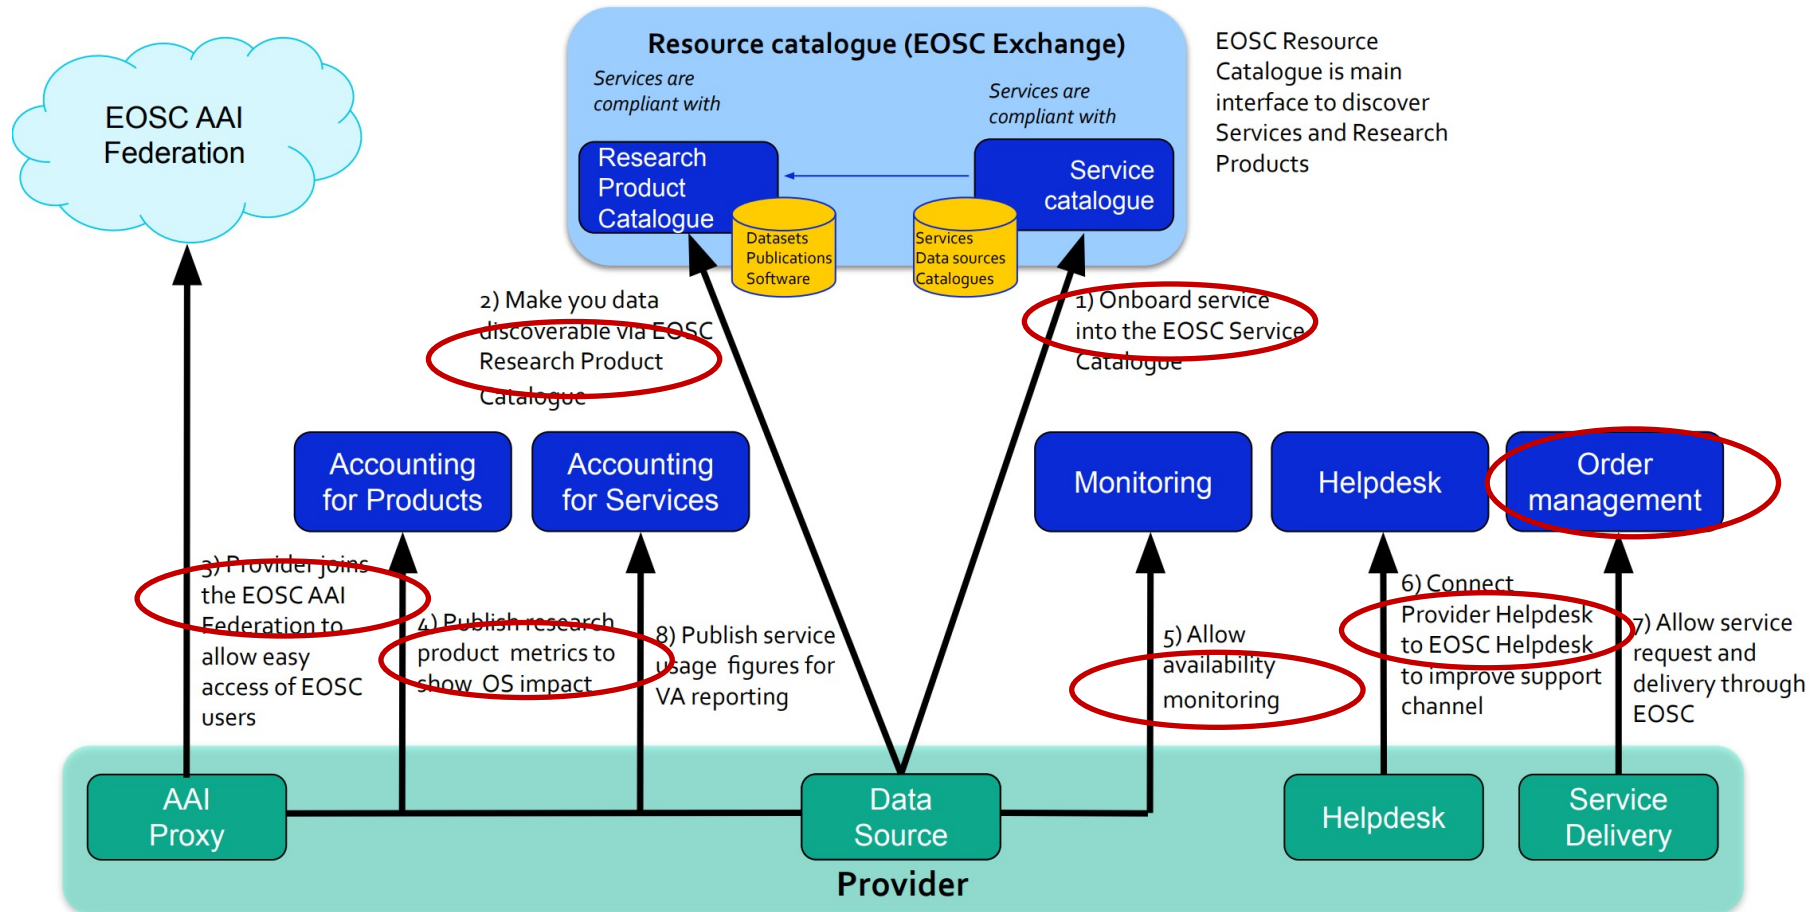 Resource catalogue (EOSC Exchange)
EOSC Resource
Catalogue is main
interface to discover
Services and Research
Products
EOSC AAI
Federation
Services are
compliant with
Services are
compliant with
Research
Product
Catalogue
Service
catalogue
Datasets
Publications
Software
Services
Data sources
Catalogues
2) Make you data
discoverable via EOSC
Research Product
Catalogue
1) Onboard service
into the EOSC Service
Catalogue
Accounting
for Products
Accounting
for Services
Monitoring
Helpdesk
Order
management
3) Provider joins
the EOSC AAI
Federation to
allow easy
access of EOSC
users
4) Publish research
product metrics to
show OS impact
8) Publish service
usage figures for
VA reporting
5) Allow
availability
monitoring
6) Connect
Provider Helpdesk
to EOSC Helpdesk
to improve support
channel
7) Allow service
request and
delivery through
EOSC
AAI
Proxy
Data
Source
Helpdesk
Service
Delivery
Provider